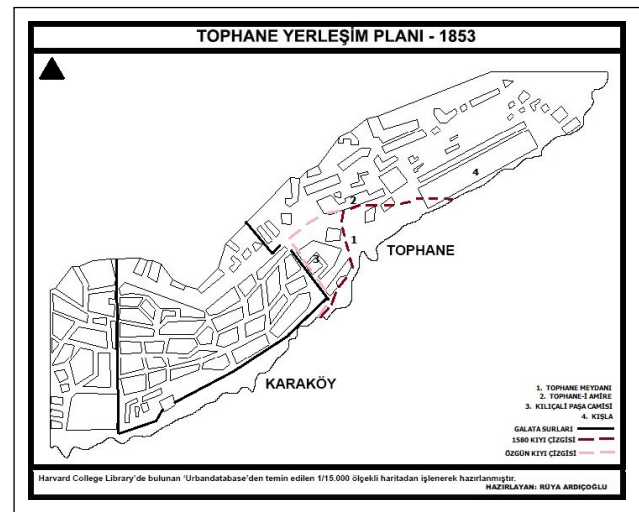 TOPHANE YERLEŞİM PLANI - 1853
4
2
1
TOPHANE
3
KARAKÖY
1. TOPHANE MEYDANI
2. TOPHANE-İ AMİRE
3. KILIÇALİ PAŞA CAMİSİ
4. KIŞLA
GALATA SURLARI
1580 KIYI ÇİZGİSİ
ÖZGÜN KIYI ÇİZGİSİ
Harvard College Library'de bulunan 'Urbandatabase'den temin edilen 1/15.000 ölçekli haritadan işlenerek hazırlanmıştır.
HAZIRLAYAN: RÜYA ARDIÇOĞLU